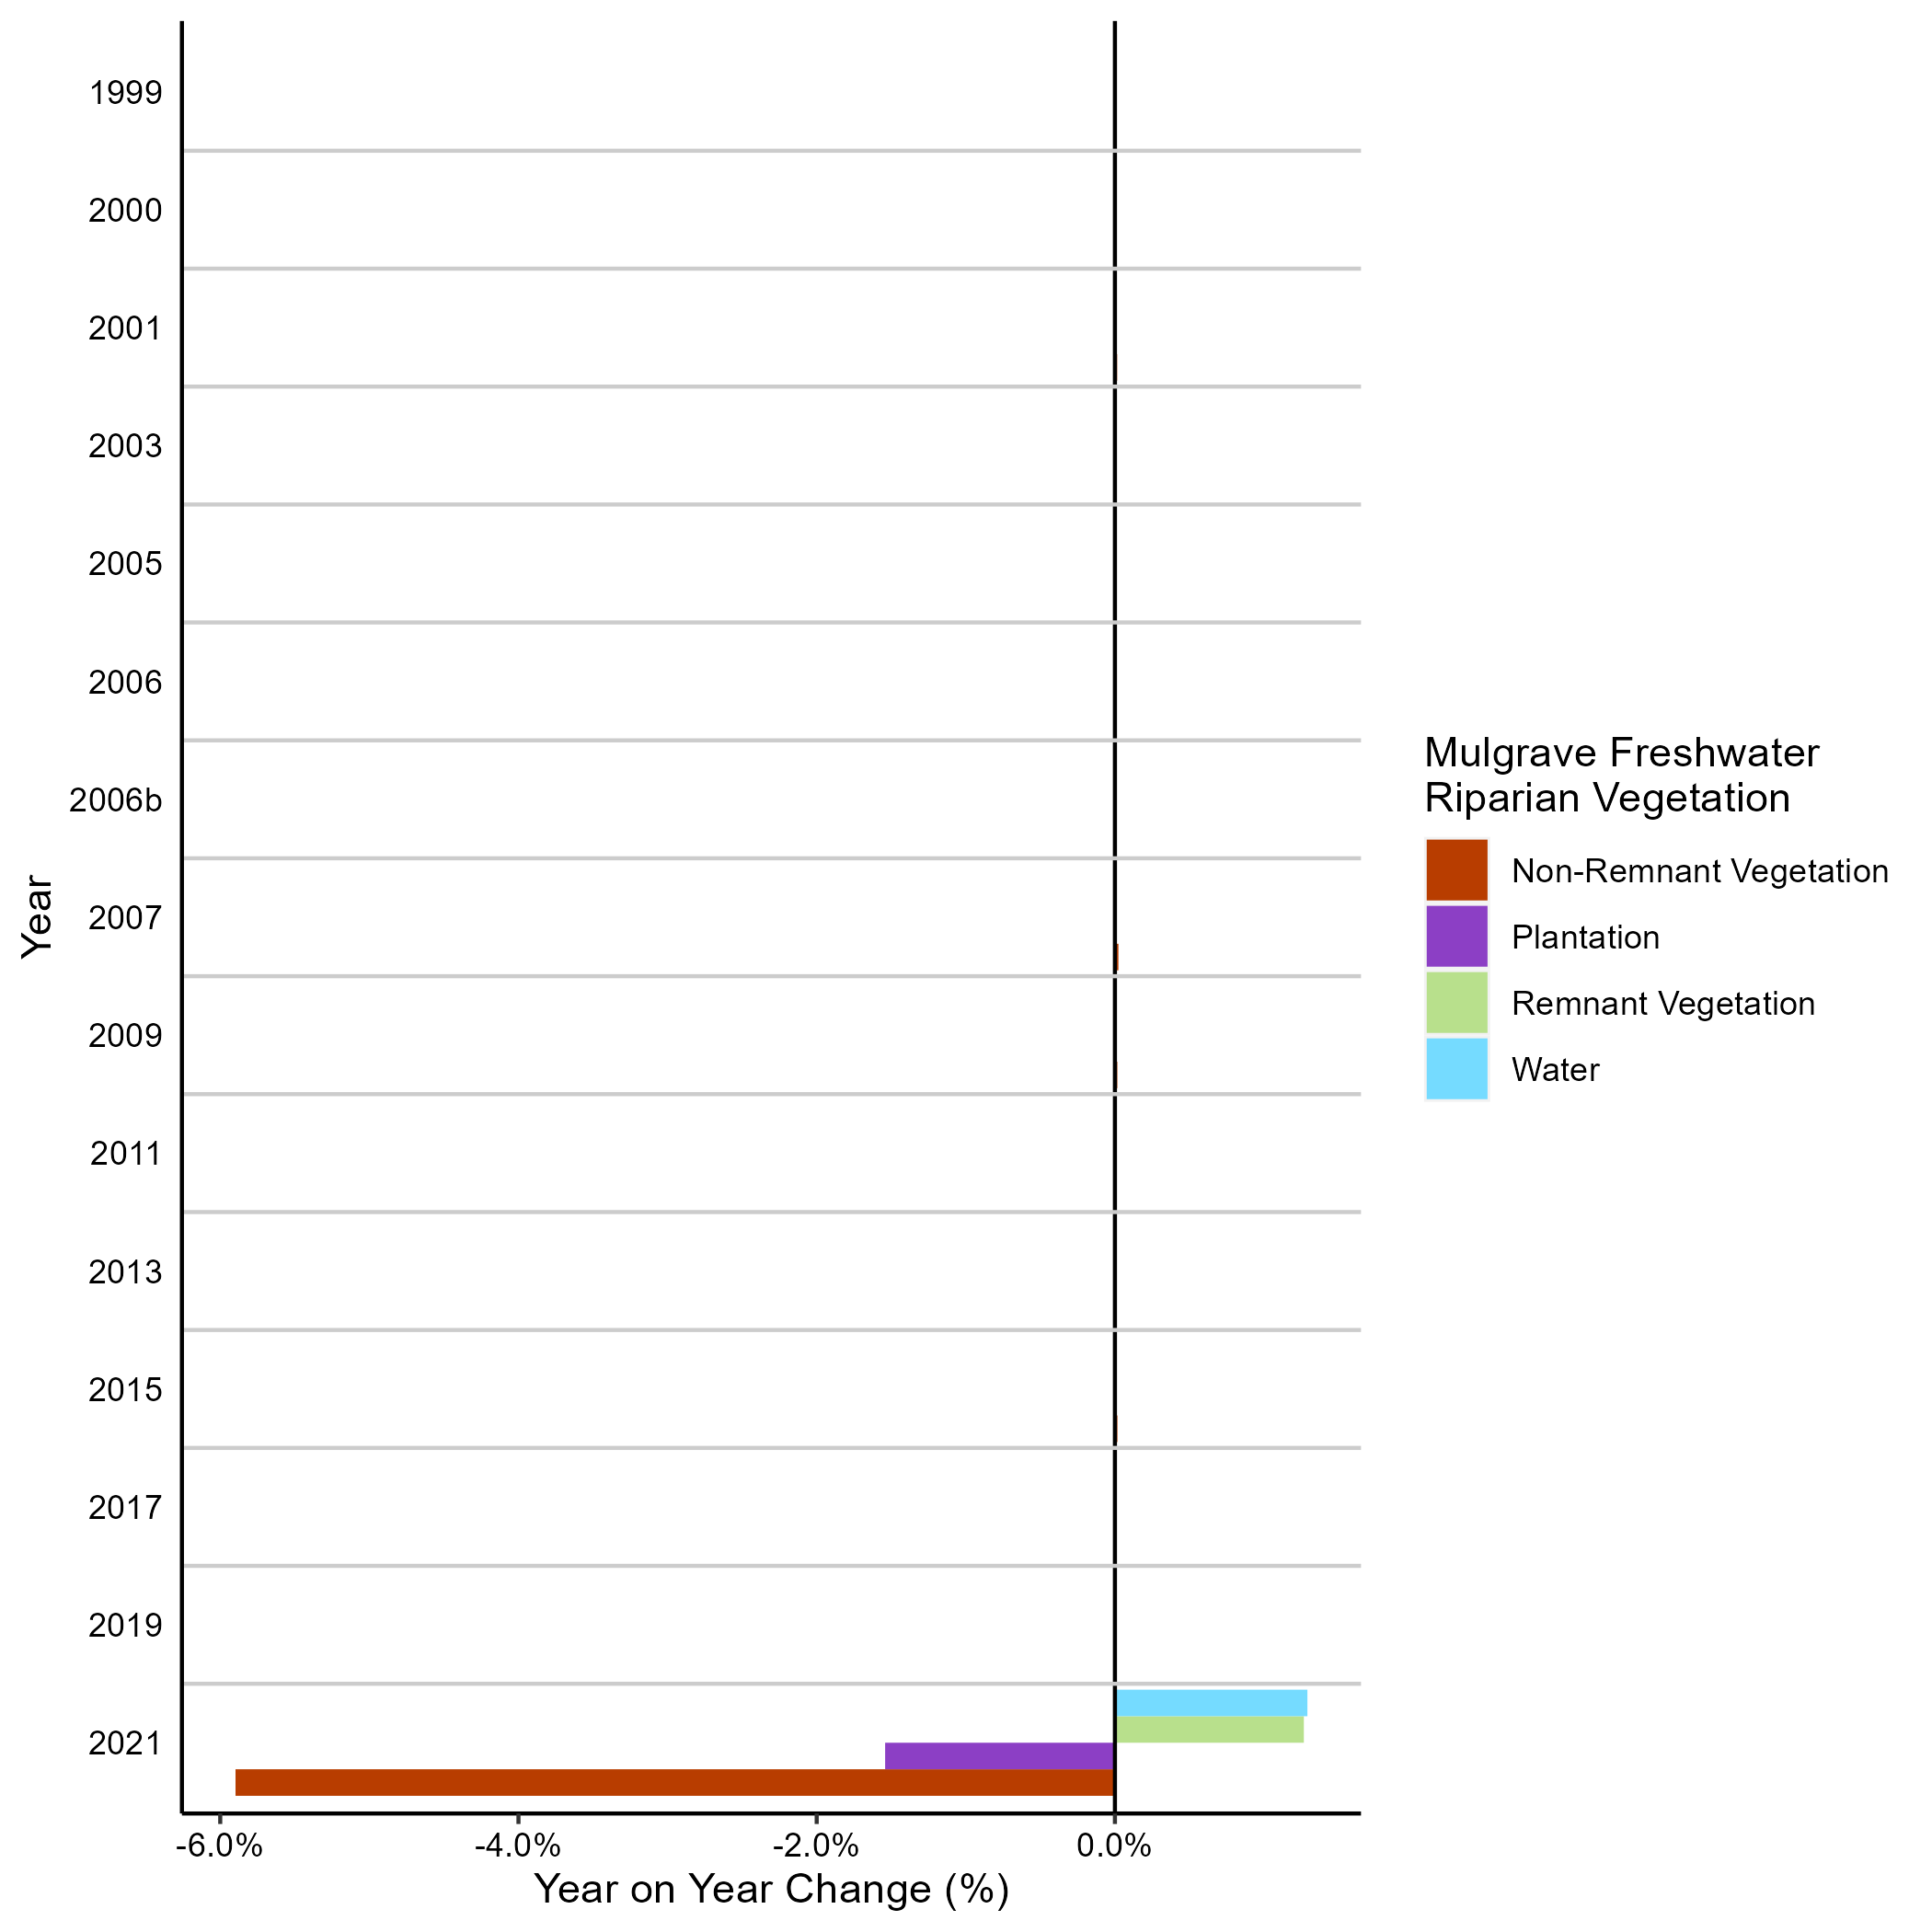 1999
2000
2001
2003
2005
2006
2006b
2007
2009
2011
2013
2015
2017
2019
2021
Year
-6.0%
-4.0%
-2.0%
0.0%
Year on Year Change (%)
Mulgrave Freshwater
Riparian Vegetation
Non-Remnant Vegetation
Plantation
Remnant Vegetation
Water